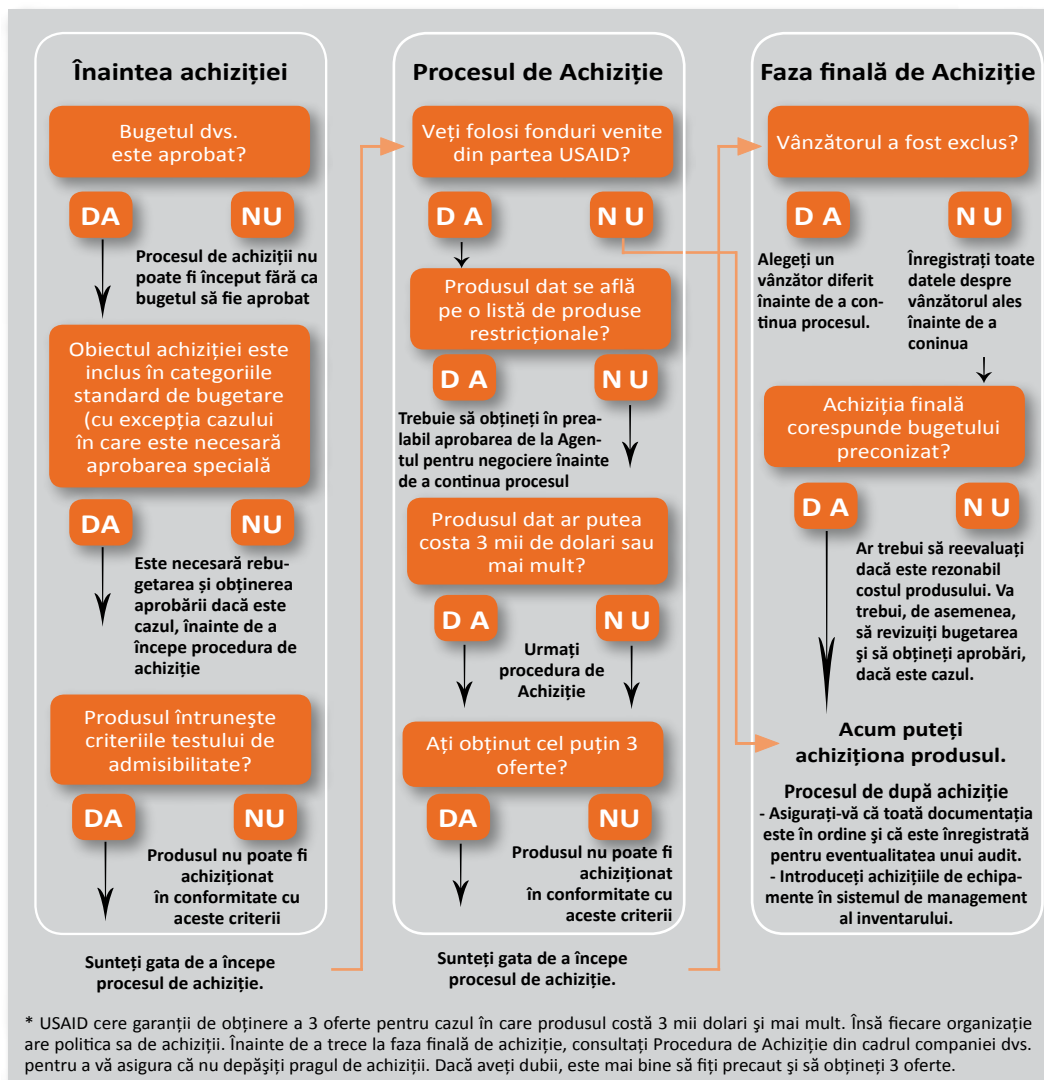 Înaintea achiziției
Bugetul dvs.
este aprobat?
DA
NU
Procesul de achiziții nu
poate fi început fără ca
bugetul să fie aprobat
Obiectul achiziției este
inclus în categoriile
standard de bugetare
(cu excepția cazului
în care este necesară
aprobarea specială
DA
NU
Este necesară rebu-
getarea și obținerea
aprobării dacă este
cazul, înainte de a
începe procedura de
achiziție
Produsul întrunește
criteriile testului de
admisibilitate?
DA
NU
Produsul nu poate fi
achiziționat
în conformitate cu
aceste criterii
Sunteți gata de a începe
procesul de achiziție.
Procesul de Achiziție
Veți folosi fonduri venite
din partea USAID?
D A
N U
Produsul dat se află
pe o listă de produse
restricționale?
D A
N U
Trebuie să obțineți în prea-
labil aprobarea de la Agen-
tul pentru negociere înainte
de a continua procesul
Produsul dat ar putea
costa 3 mii de dolari sau
mai mult?
D A
N U
Urmați
procedura de
Achiziție
Ați obținut cel puțin 3
oferte?
DA
NU
Produsul nu poate fi
achiziționat
în conformitate cu
aceste criterii
Sunteți gata de a începe
procesul de achiziție.
Faza finală de Achiziție
Vânzătorul a fost exclus?
D A
N U
Alegeți un
vânzător diferit
înainte de a con-
tinua procesul.
Înregistrați toate
datele despre
vânzătorul ales
înainte de a
coninua
Achiziția finală
corespunde bugetului
preconizat?
D A
N U
Ar trebui să reevaluați
dacă este rezonabil
costul produsului. Va
trebui, de asemenea,
să revizuiți bugetarea
și să obțineți aprobări,
dacă este cazul.
Acum puteți
achiziționa produsul.
Procesul de după achiziție
- Asigurați-vă că toată documentația
este în ordine și că este înregistrată
pentru eventualitatea unui audit.
- Introduceți achizițiile de echipa-
mente în sistemul de management
al inventarului.
* USAID cere garanții de obținere a 3 oferte pentru cazul în care produsul costă 3 mii dolari și mai mult. Însă fiecare organizație
are politica sa de achiziții. Înainte de a trece la faza finală de achiziție, consultați Procedura de Achiziție din cadrul companiei dvs.
pentru a vă asigura că nu depășiți pragul de achiziții. Dacă aveți dubii, este mai bine să fiți precaut și să obțineți 3 oferte.